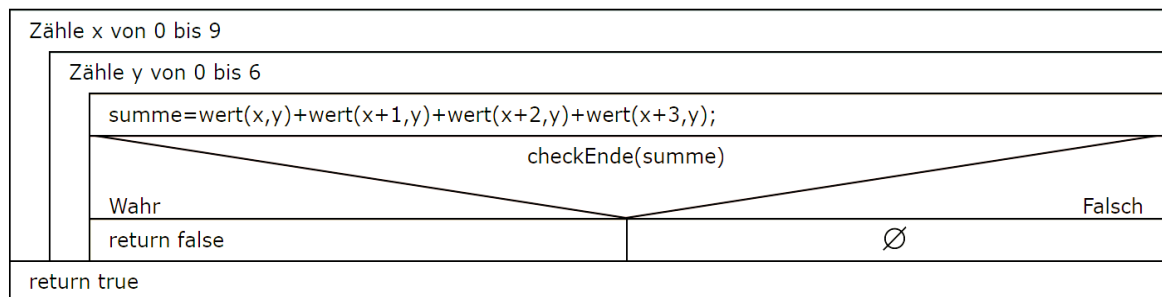 Zähle x von 0 bis 9
Zähle y von 0 bis 6
summe=wert(x,y)+wert(x+1,y)+wert(x+2,y)+wert(x+3,y);
checkEnde(summe)
Wahr Falsch
return false ∅
return true